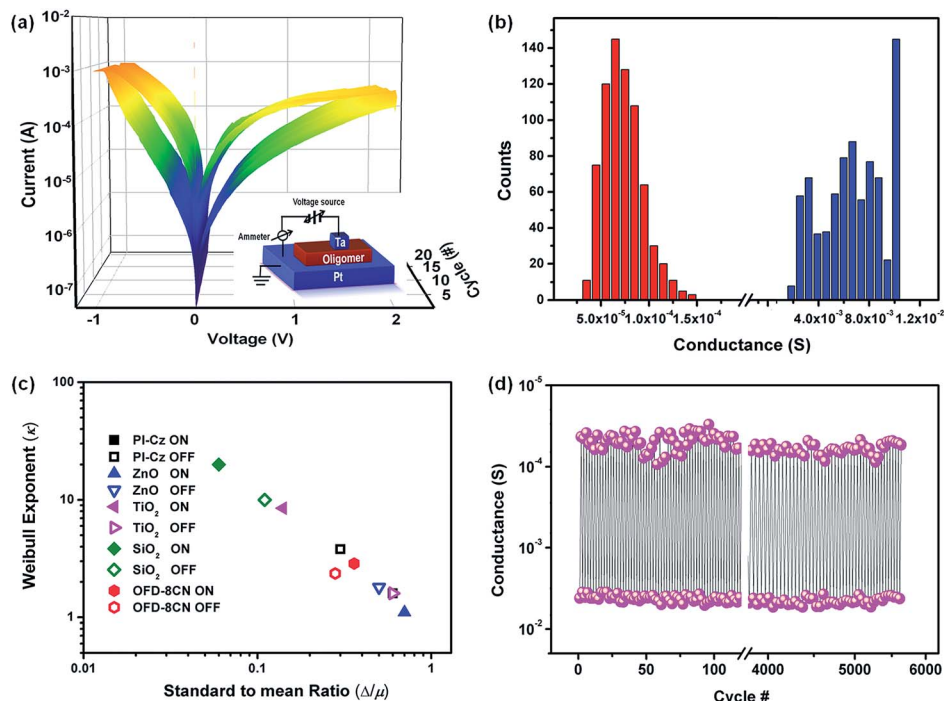 (a)
10-2
10-3
10-4
10-5
10-6
10-7
Current (A)
-1
0
1
2
Voltage (V)
20
15
10
5
Cycle (#)
Voltage source
Ammeter
Ta
Oligomer
Pt
(b)
140
120
100
80
60
40
20
0
Counts
5.0x10-5 1.0x10-4 1.5x10-4 4.0x10-3 8.0x10-3 1.2x10-2
Conductance (S)
(c)
100
10
1
Weibull Exponent (κ)
PI-Cz ON
PI-Cz OFF
ZnO ON
ZnO OFF
TiO2 ON
TiO2 OFF
SiO2 ON
SiO2 OFF
OFD-8CN ON
OFD-8CN OFF
0.01 0.1 1
Standard to mean Ratio (Δ/μ)
(d)
10-5
10-4
10-3
10-2
Conductance (S)
0 50 100 4000 5000 6000
Cycle #